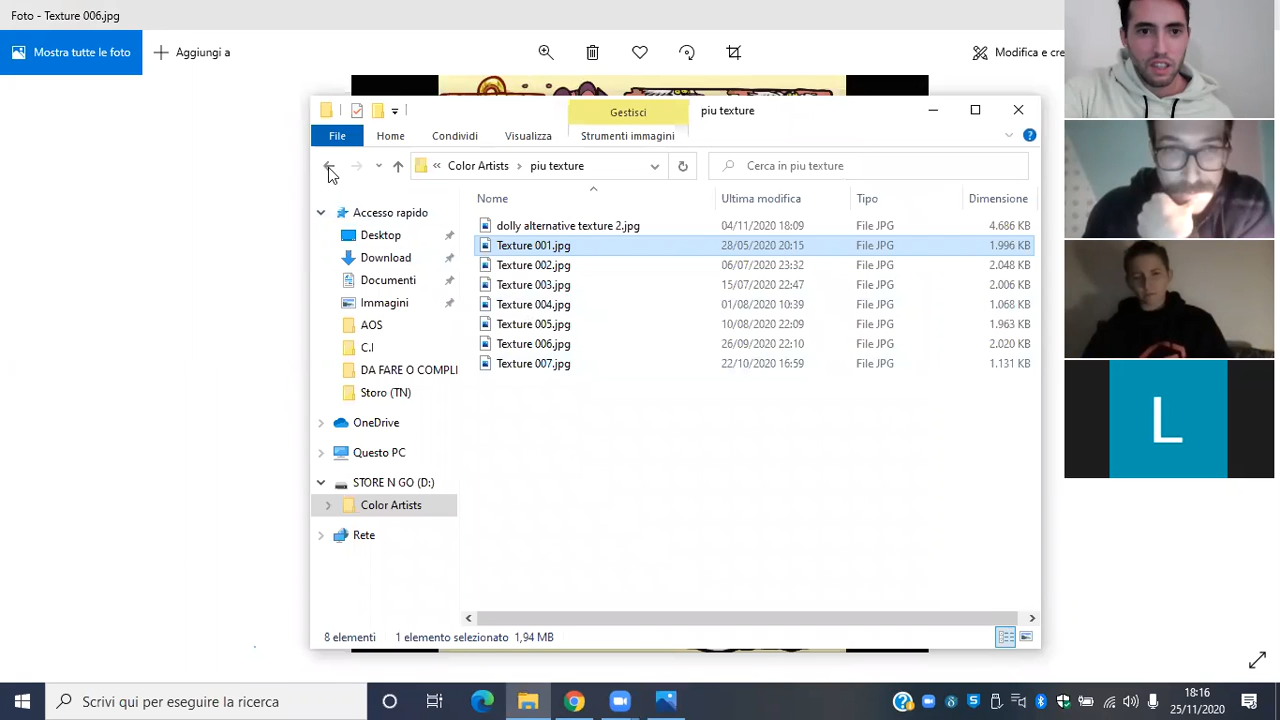 Foto - Texture 006.jpg
Mostra tutte le foto
Aggiungi a
Modifica e cre
Gestisci
piu texture
File
Home
Condividi
Visualizza
Strumenti immagini
« Color Artists > piu texture
Cerca in piu texture
Nome
Ultima modifica
Tipo
Dimensione
Accesso rapido
Desktop
Download
Documenti
Immagini
AOS
C.I
DA FARE O COMPLI
Storo (TN)
OneDrive
Questo PC
STORE N GO (D:)
Color Artists
Rete
dolly alternative texture 2.jpg 04/11/2020 18:09 File JPG 4.686 KB
Texture 001.jpg 28/05/2020 20:15 File JPG 1.996 KB
Texture 002.jpg 06/07/2020 23:32 File JPG 2.048 KB
Texture 003.jpg 15/07/2020 22:47 File JPG 2.006 KB
Texture 004.jpg 01/08/2020 10:39 File JPG 1.068 KB
Texture 005.jpg 10/08/2020 22:09 File JPG 1.963 KB
Texture 006.jpg 26/09/2020 22:10 File JPG 2.020 KB
Texture 007.jpg 22/10/2020 16:59 File JPG 1.131 KB
8 elementi
1 elemento selezionato 1,94 MB
L
Scrivi qui per eseguire la ricerca
18:16
25/11/2020